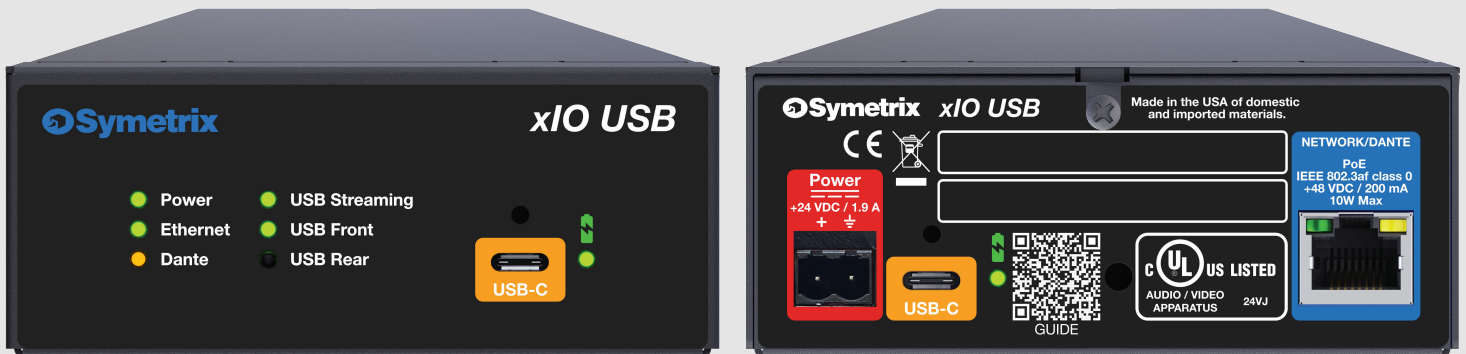 Symetrix
xIO USB
Power
USB Streaming
Ethernet
USB Front
Dante
USB Rear
USB-C
Symetrix
xIO USB
Made in the USA of domestic
and imported materials.
CE
Power
+24 VDC / 1.9 A
+
USB-C
GUIDE
C UL US LISTED
®
AUDIO / VIDEO
APPARATUS
24VJ
NETWORK/DANTE
PoE
IEEE 802.3af class 0
+48 VDC / 200 mA
10W Max